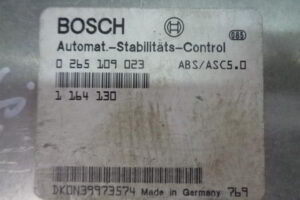 BOSCH
Automat.-Stabilitäts-Control
0 265 109 023 ABS/ASC5.0
1 164 130
DKON39973574 Made in Germany 769